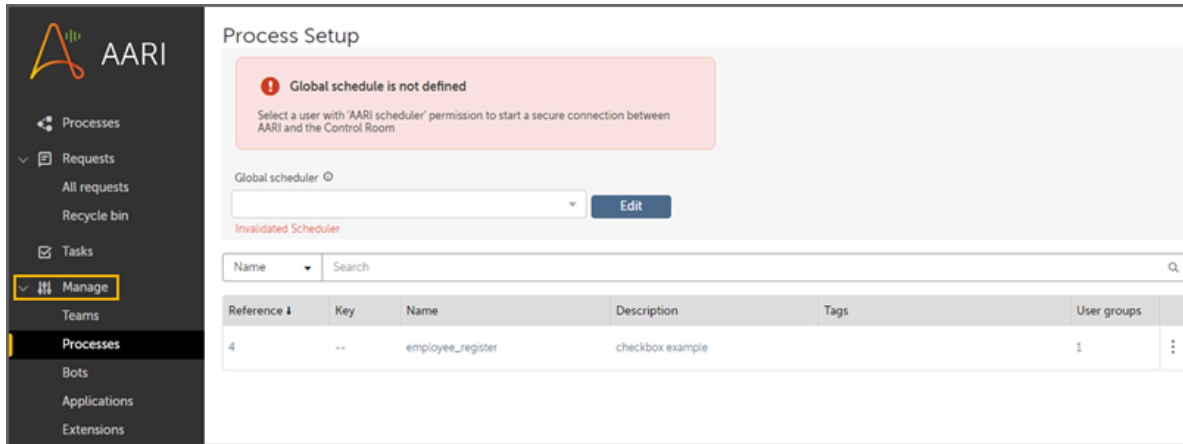 AARI
Processes
Requests
All requests
Recycle bin
Tasks
Manage
Teams
Processes
Bots
Applications
Extensions
Process Setup
Global schedule is not defined
Select a user with 'AARI scheduler' permission to start a secure connection between
AARI and the Control Room
Global scheduler
Edit
Invalidated Scheduler
Name Search
Reference Key Name Description Tags User groups
4 -- employee_register checkbox example 1